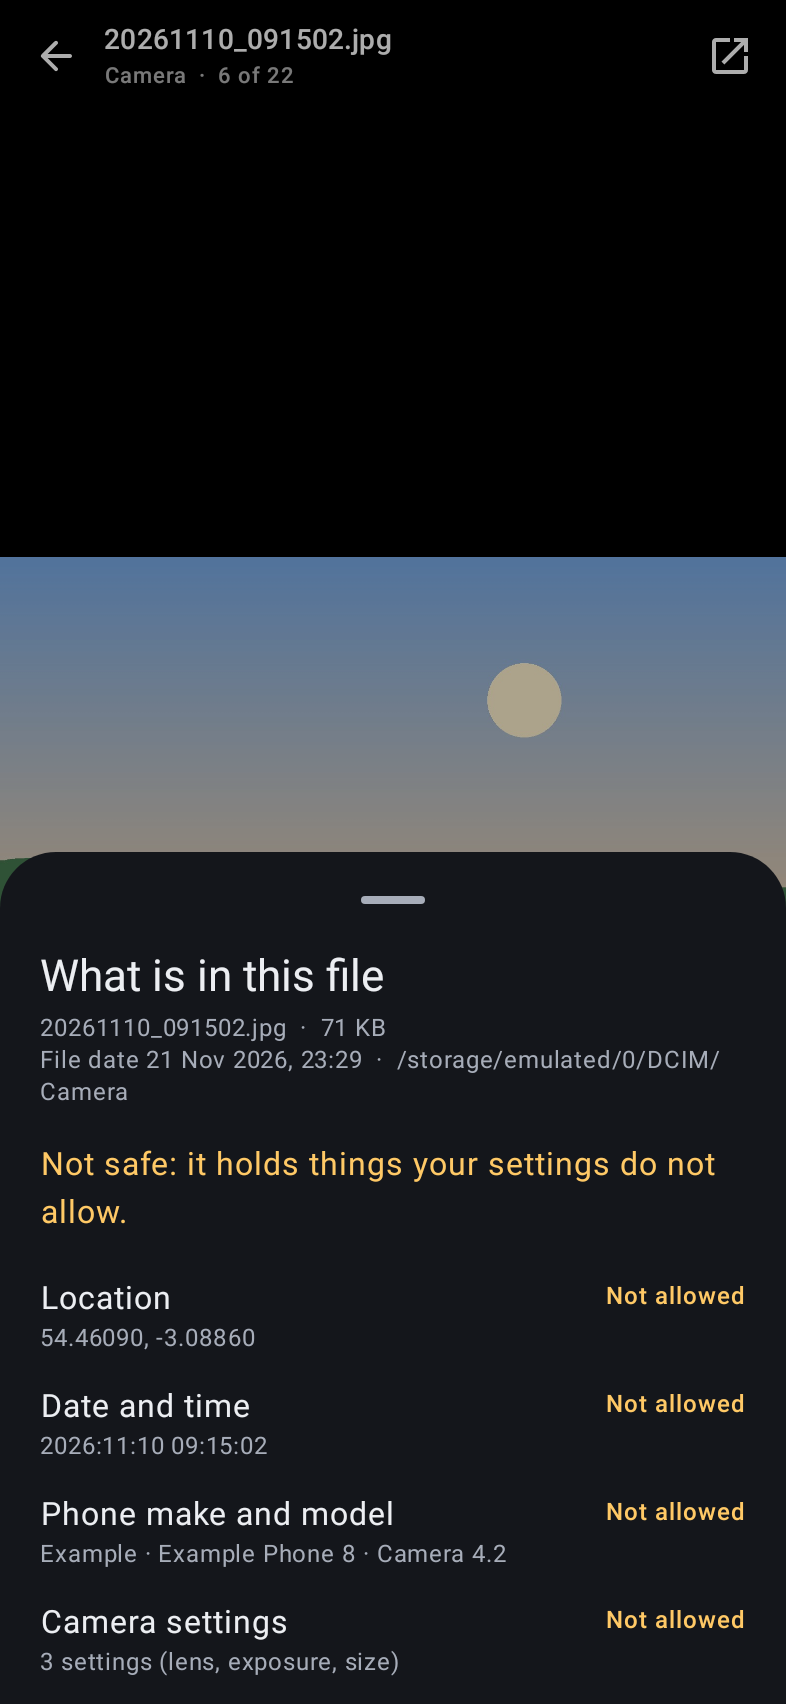 20261110_091502.jpg
Camera · 6 of 22
What is in this file
20261110_091502.jpg · 71 KB
File date 21 Nov 2026, 23:29 · /storage/emulated/0/DCIM/
Camera
Not safe: it holds things your settings do not
allow.
Location
Not allowed
54.46090, -3.08860
Date and time
Not allowed
2026:11:10 09:15:02
Phone make and model
Not allowed
Example · Example Phone 8 · Camera 4.2
Camera settings
Not allowed
3 settings (lens, exposure, size)